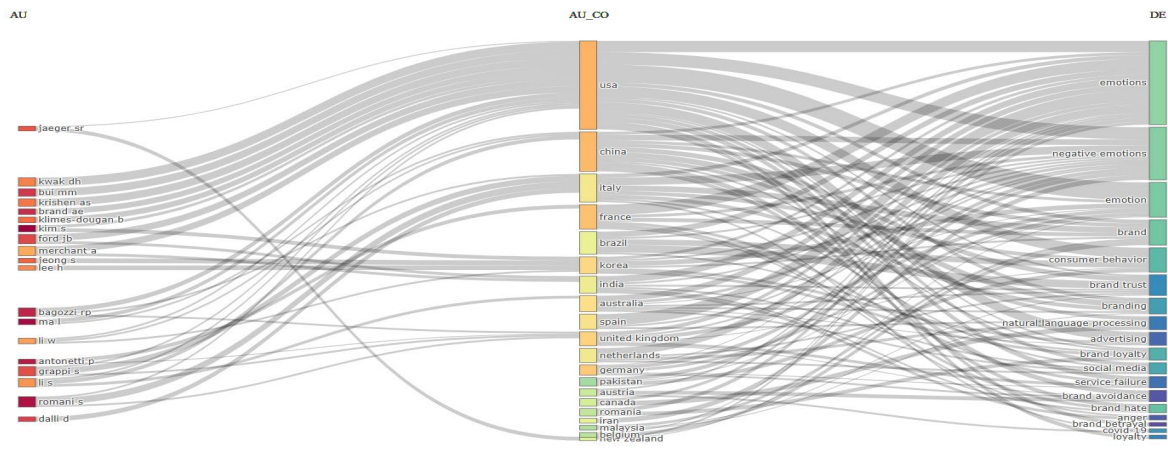 AU
AU_CO
DE
jaeger sr
kwak dh
bui mm
krishen as
brand ae
klimes-dougan b
kim s
ford jb
merchant a
jeong s
lee h
bagozzi rp
ma l
li w
antonetti p
grappi s
li s
romani s
dalli d
usa
china
italy
france
brazil
korea
india
australia
spain
united kingdom
netherlands
germany
pakistan
austria
canada
romania
iran
malaysia
belgium
new zealand
emotions
negative emotions
emotion
brand
consumer behavior
brand trust
branding
natural language processing
advertising
brand loyalty
social media
service failure
brand avoidance
brand hate
anger
brand betrayal
covid-19
loyalty